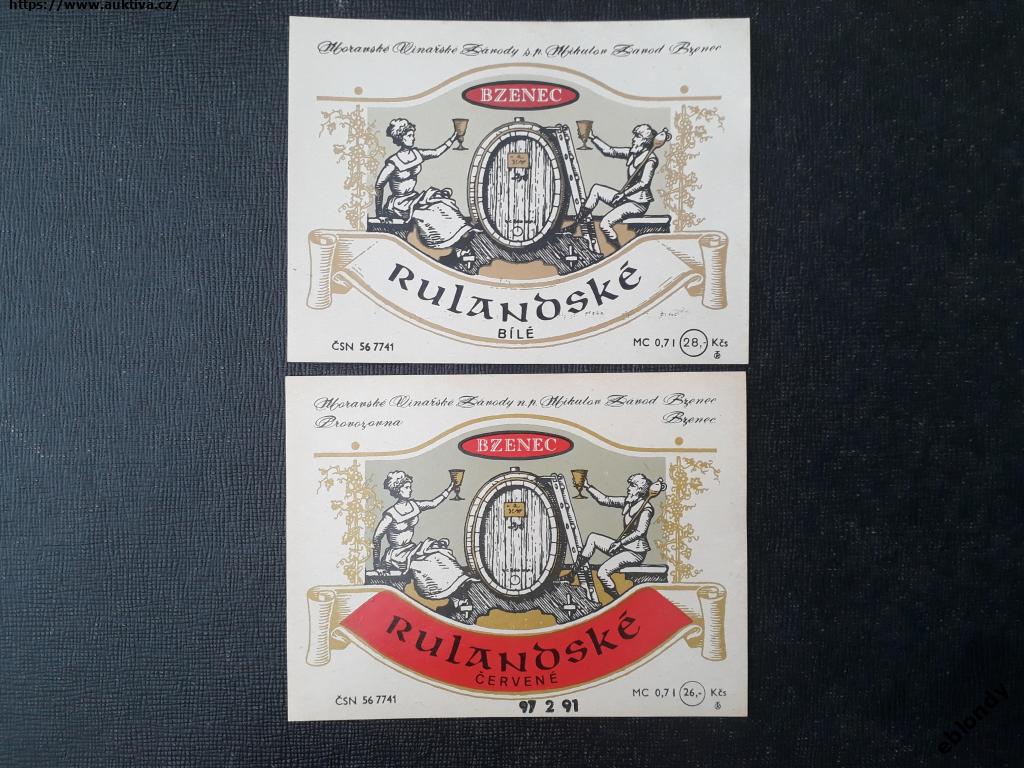 https://www.auktiva.cz/
Moravské Vinařské Závody s.p. Mikulov Závod Bzenec
BZENEC
RULANDSKÉ
BÍLÉ
ČSN 56 7741
MC 0,7 l 28,- Kčs
Moravské Vinařské Závody n.p. Mikulov Závod Bzenec
Provozovna Bzenec
BZENEC
RULANDSKÉ
ČERVENÉ
ČSN 56 7741
MC 0,7 l 26,- Kčs
97 2 91
eblondy